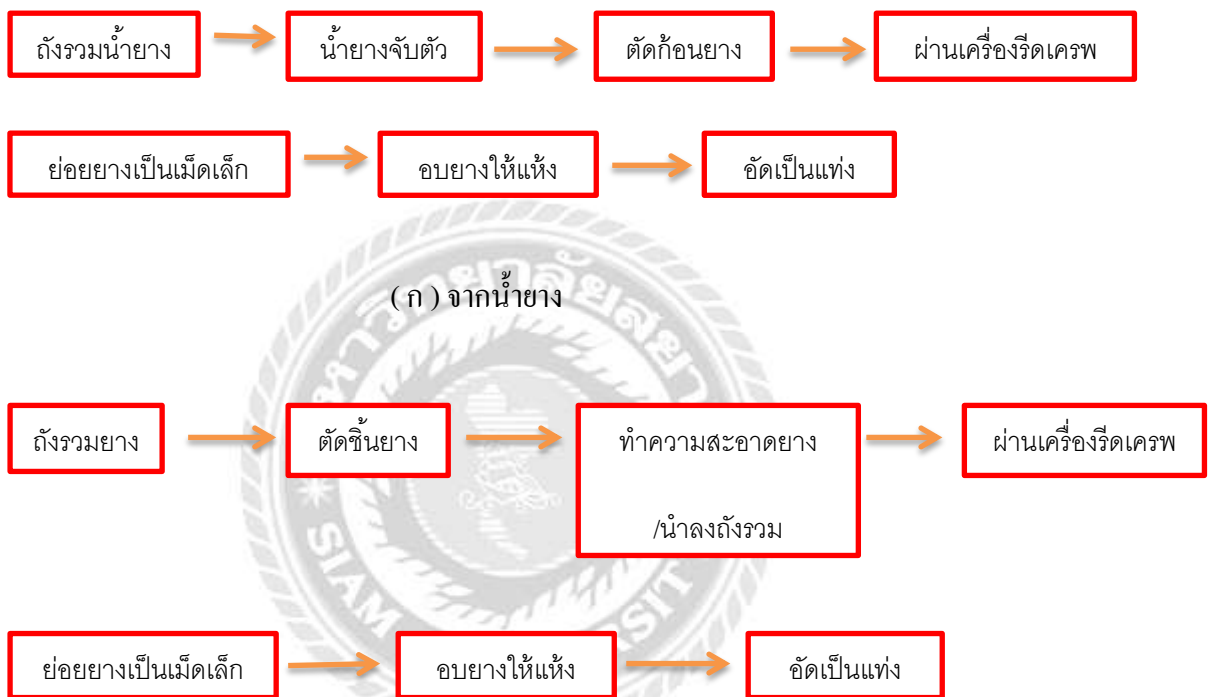 ถังรวมน้ำยาง น้ำยางจับตัว ตัดก้อนยาง ผ่านเครื่องรีดเครพ
ย่อยยางเป็นเม็ดเล็ก อบยางให้แห้ง อัดเป็นแท่ง
( ก ) จากน้ำยาง
ถังรวมยาง ตัดชิ้นยาง ทำความสะอาดยาง ผ่านเครื่องรีดเครพ
/นำลงถังรวม
ย่อยยางเป็นเม็ดเล็ก อบยางให้แห้ง อัดเป็นแท่ง